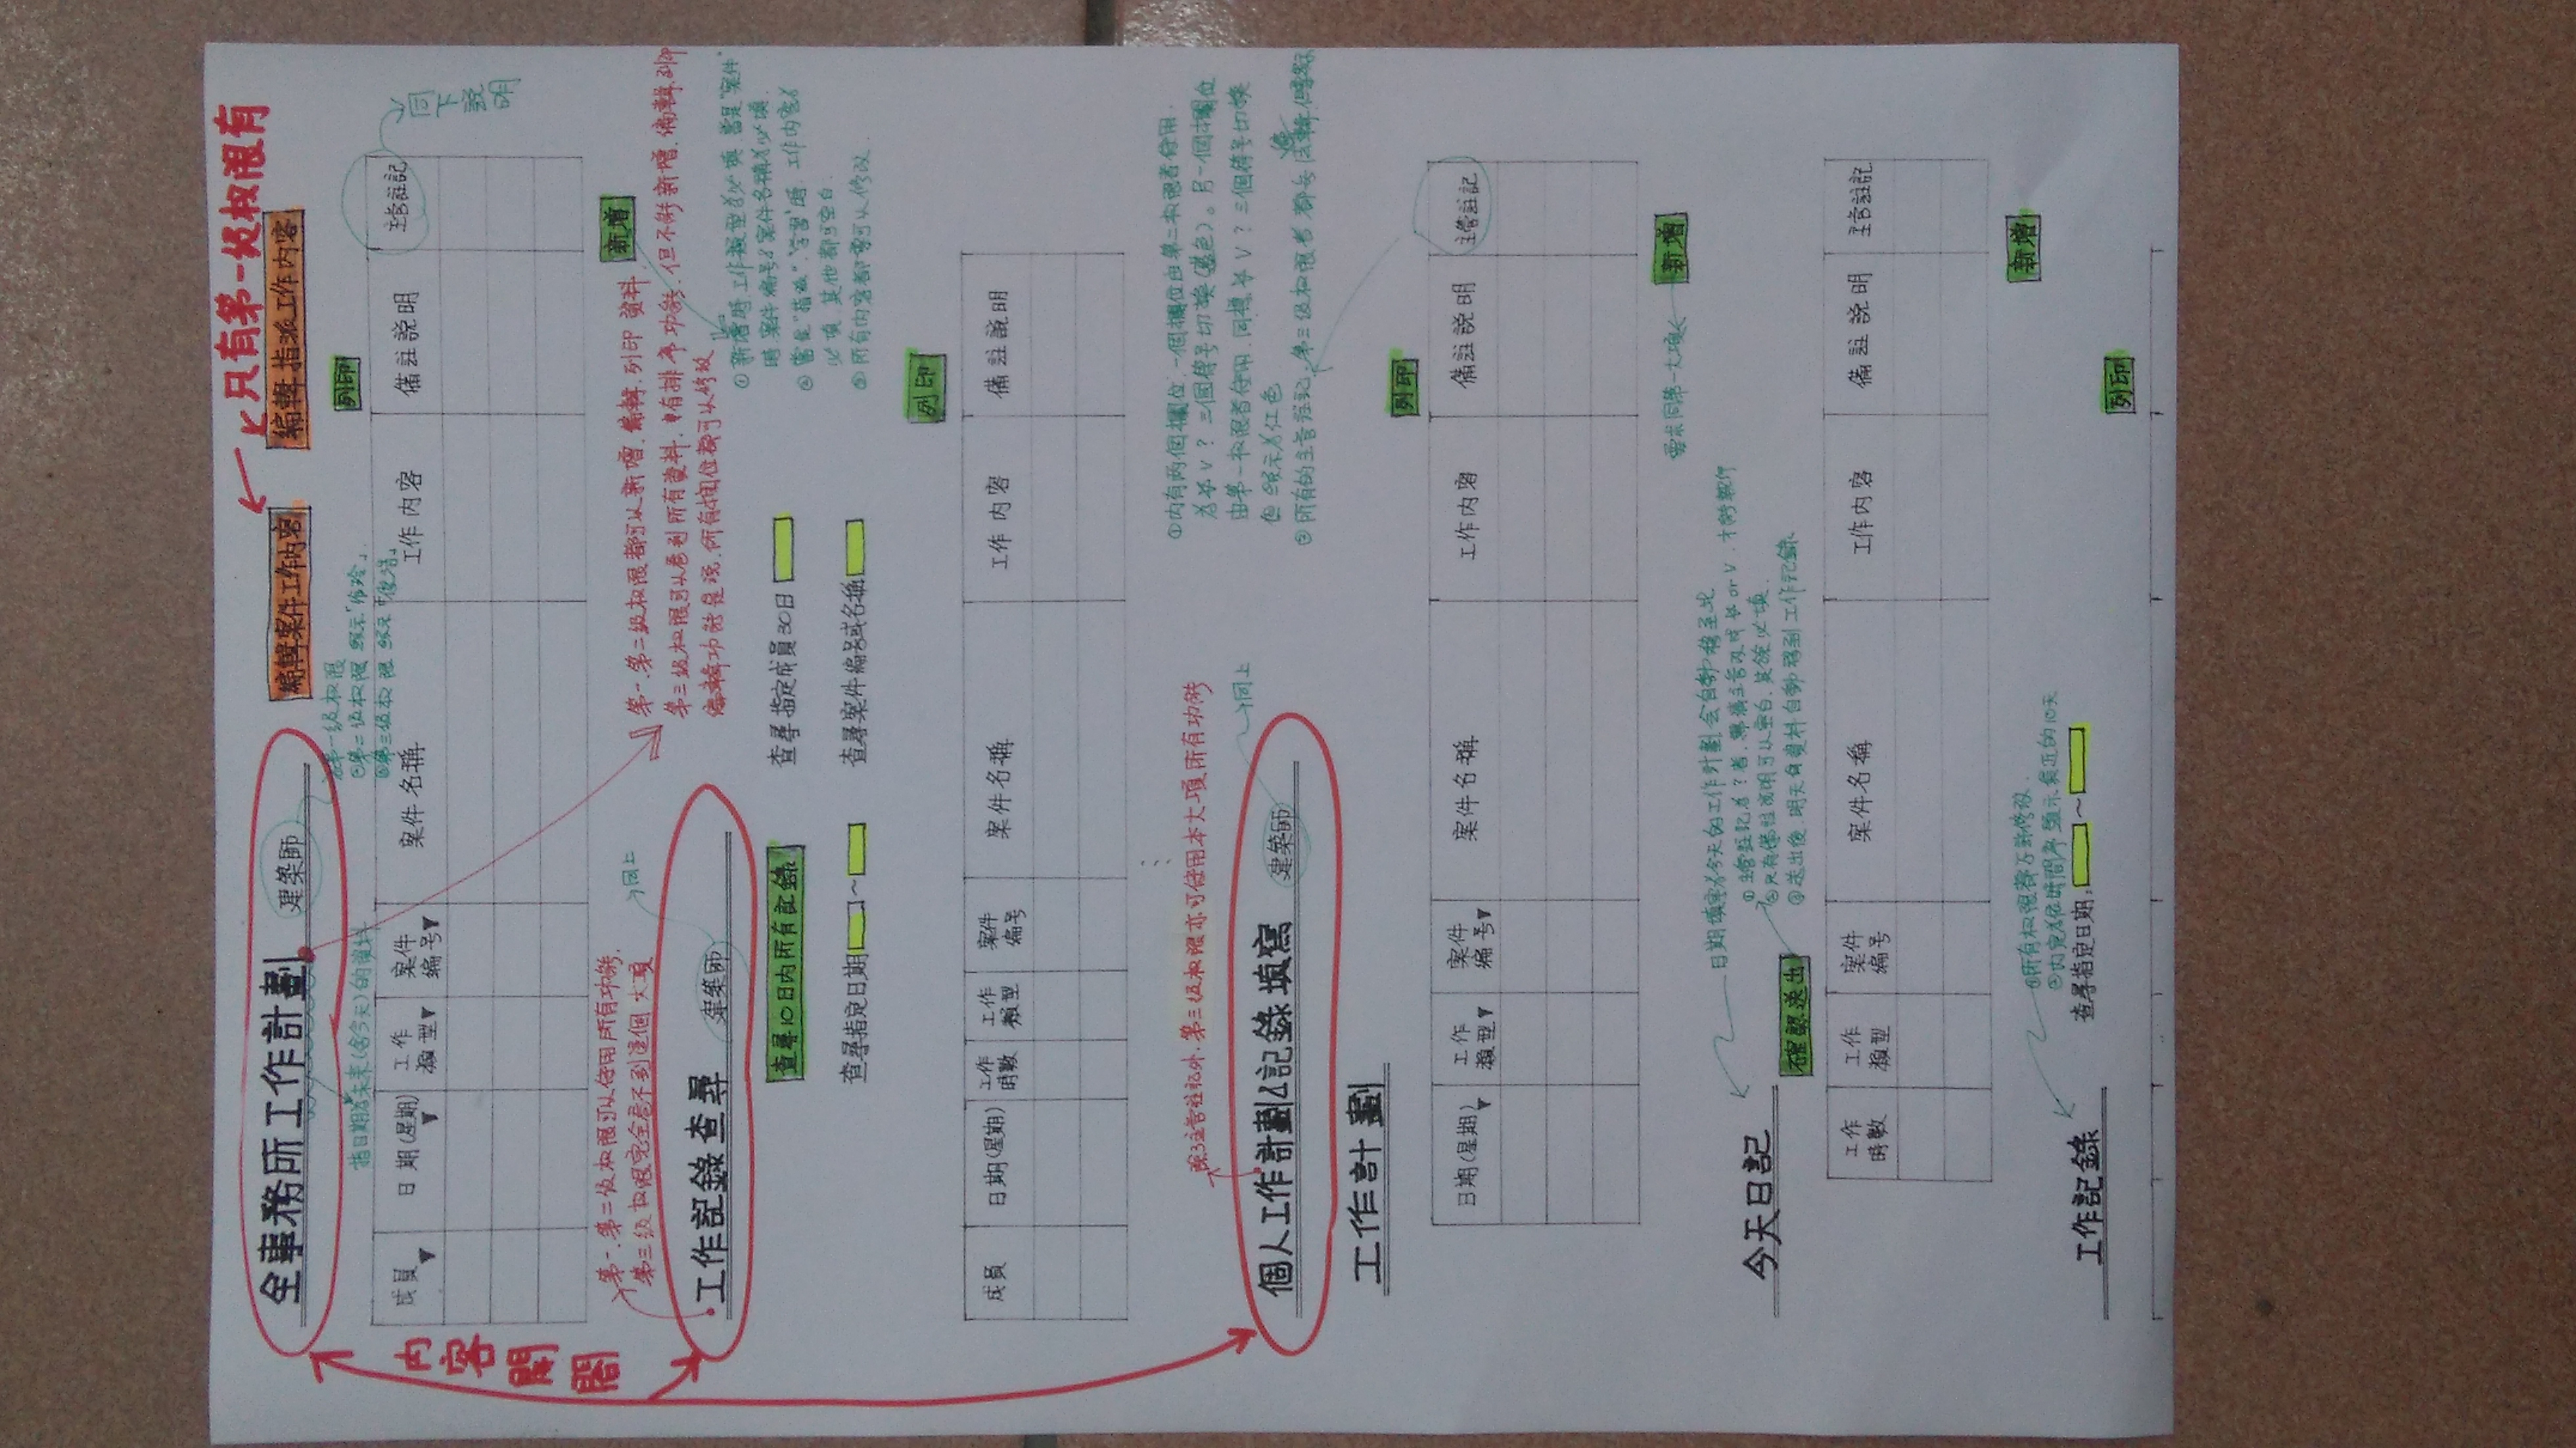 只有第一級权限有
全事務所工作計劃 建築師 編輯案件工作內容 編輯指派工作內容
為第一級权限
②第二級权限 顯示
③第三級权限 顯示
指日期為未來(含今天)的資料
列印
內容開闔
成員 日期(星期) 工作類型 案件編号 案件名稱 工作內容 備註說明 主管註記
同下說明
第一.第二級权限可以使用所有功能.
第三級权限完全看不到這個大項
新增
第一.第二級权限都可以新增.編輯.列印 資料
第三級权限可以看到所有資料.有排序功能.但不能新增.編輯.列印
編輯功能是說.所有欄位都可以修改
同上
工作記錄查尋 建築師
①新增時工作類型為必填.當是"案件"
時.案件編号&案件名稱為必填.
②當是"指派"."学習"時.工作內容為
必填.其他都可空白.
③所有內容都要可以修改.
查尋10日內所有記錄 查尋指定成員30日
查尋指定日期 ~ 查尋案件編号或名稱
列印
成員 日期(星期) 工作時數 工作類型 案件編号 案件名稱 工作內容 備註說明
除了主管註記外.第三級权限亦可使用本大項所有功能
①內有兩個欄位.一個欄位由第二权限者使用.
為 V ? 三個符号切換(藍色)。另一個欄位
由第一权限者使用.同樣 V ? 三個符号切換
但顯示為紅色
②所有的主管註記.第三級权限者都無法編輯.但要顯示
同上
個人工作計劃&記錄填寫 建築師
工作計劃
列印
日期(星期) 工作類型 案件編号 案件名稱 工作內容 備註說明 主管註記
要求同第一大項 新增
日期填寫為今天的工作計劃会自動移至此
①主管註記為?者.需請主管改成 or V.才能執行
②只有備註說明可以空白.其餘必填.
③送出後.明天自資料自動移到工作記錄.
今天日記
確認送出
工作時數 工作類型 案件編号 案件名稱 工作內容 備註說明 主管註記
新增
①所有权限都不能修改.
②內定為依時間序顯示最近的10天
工作記錄 查尋指定日期: ~
列印